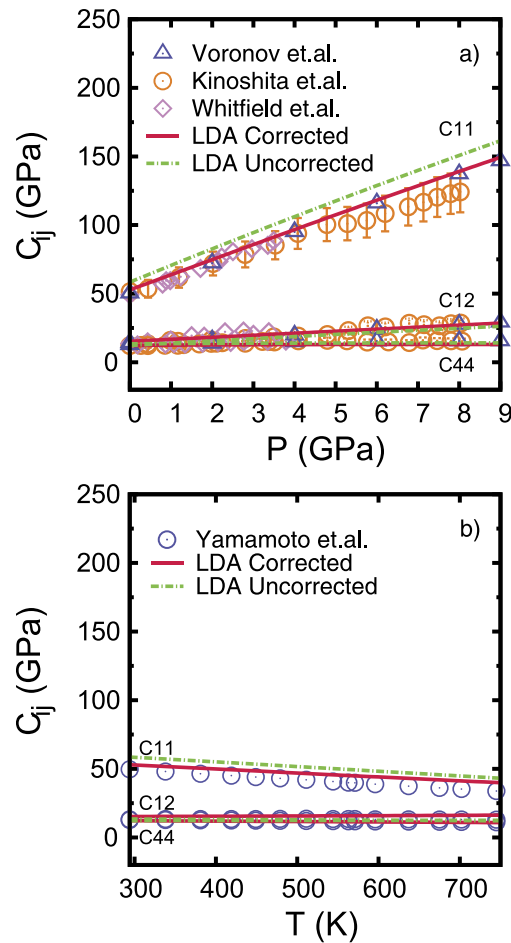 250
Voronov et.al. a)
Kinoshita et.al.
200
Whitfield et.al.
LDA Corrected
C11
150
LDA Uncorrected
Cij (GPa)
100
50
C12
0
C44
0 1 2 3 4 5 6 7 8 9
P (GPa)
250
Yamamoto et.al. b)
LDA Corrected
200
LDA Uncorrected
150
Cij (GPa)
100
C11
50
C12
0
C44
300 400 500 600 700
T (K)